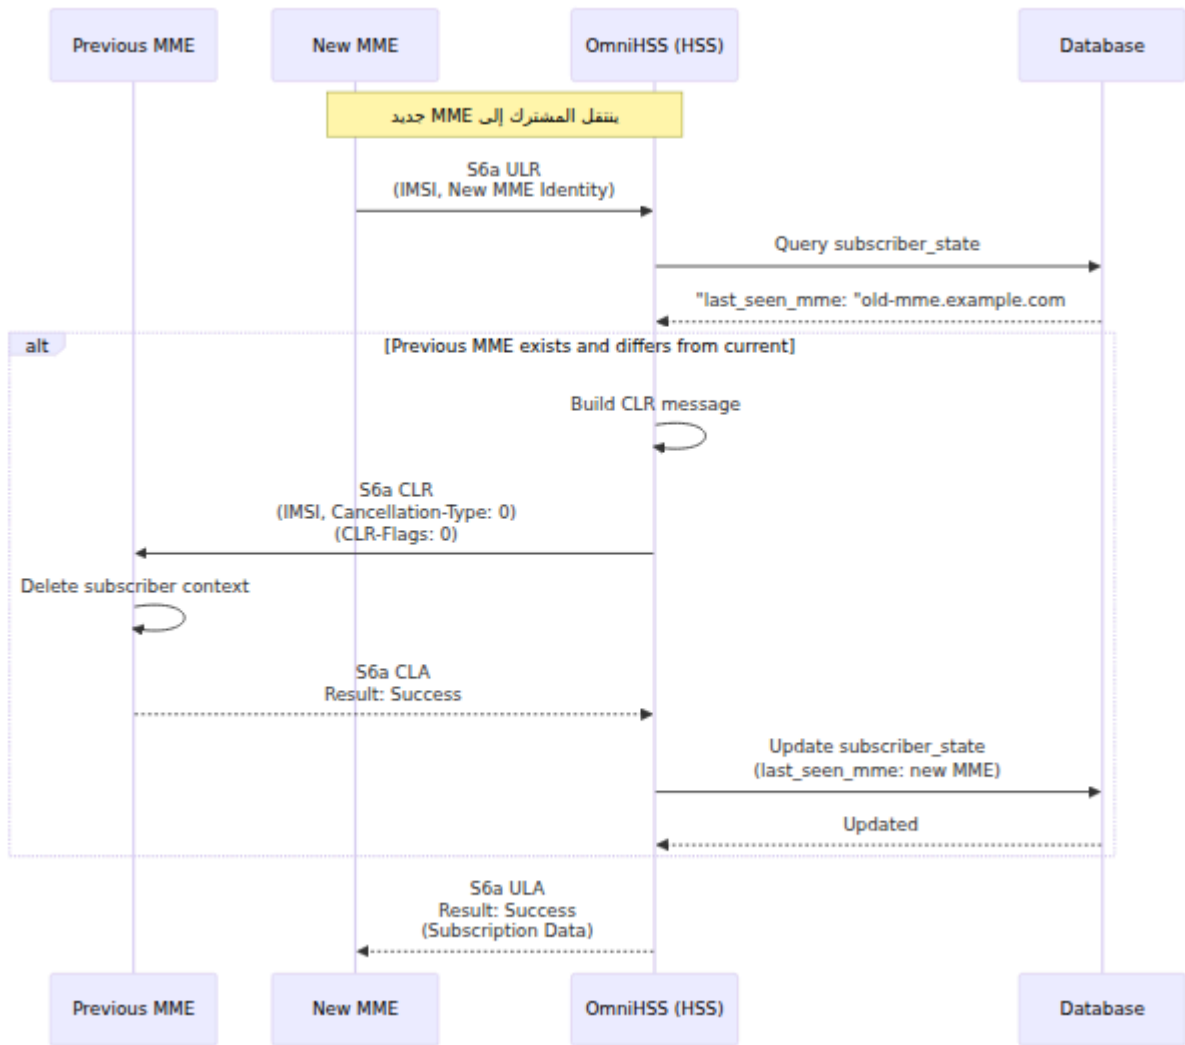 Previous MME
New MME
OmniHSS (HSS)
Database
ينتقل المشترك إلى MME جديد
S6a ULR
(IMSI, New MME Identity)
Query subscriber_state
"last_seen_mme: "old-mme.example.com
alt
[Previous MME exists and differs from current]
Build CLR message
S6a CLR
(IMSI, Cancellation-Type: 0)
(CLR-Flags: 0)
Delete subscriber context
S6a CLA
Result: Success
Update subscriber_state
(last_seen_mme: new MME)
Updated
S6a ULA
Result: Success
(Subscription Data)
Previous MME
New MME
OmniHSS (HSS)
Database